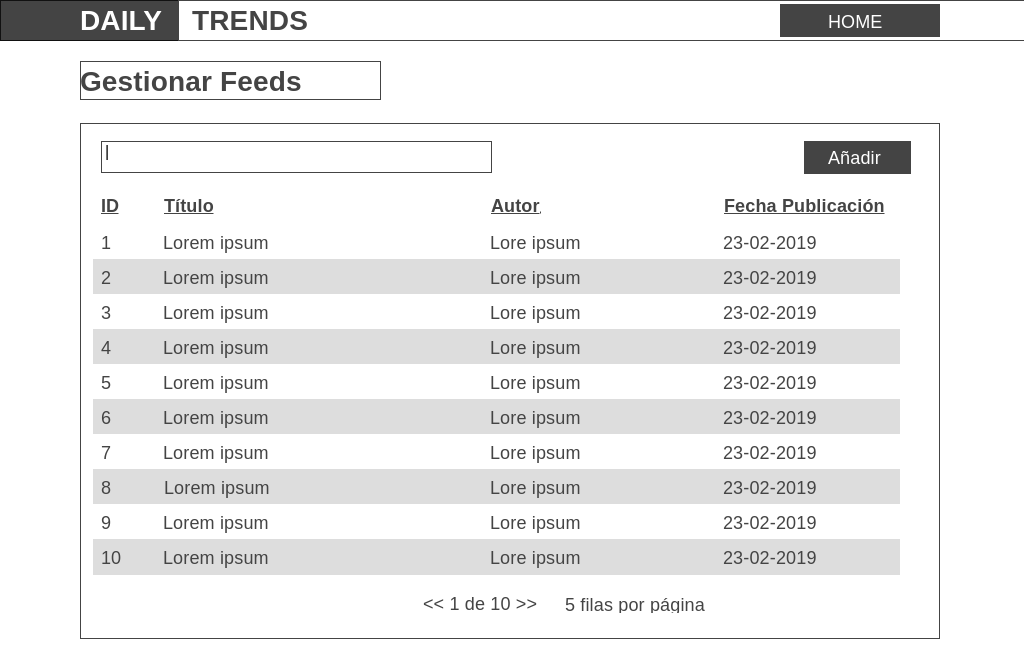 DAILY TRENDS HOME
Gestionar Feeds
Añadir
ID Título Autor Fecha Publicación
1 Lorem ipsum Lore ipsum 23-02-2019
2 Lorem ipsum Lore ipsum 23-02-2019
3 Lorem ipsum Lore ipsum 23-02-2019
4 Lorem ipsum Lore ipsum 23-02-2019
5 Lorem ipsum Lore ipsum 23-02-2019
6 Lorem ipsum Lore ipsum 23-02-2019
7 Lorem ipsum Lore ipsum 23-02-2019
8 Lorem ipsum Lore ipsum 23-02-2019
9 Lorem ipsum Lore ipsum 23-02-2019
10 Lorem ipsum Lore ipsum 23-02-2019
<< 1 de 10 >> 5 filas por página